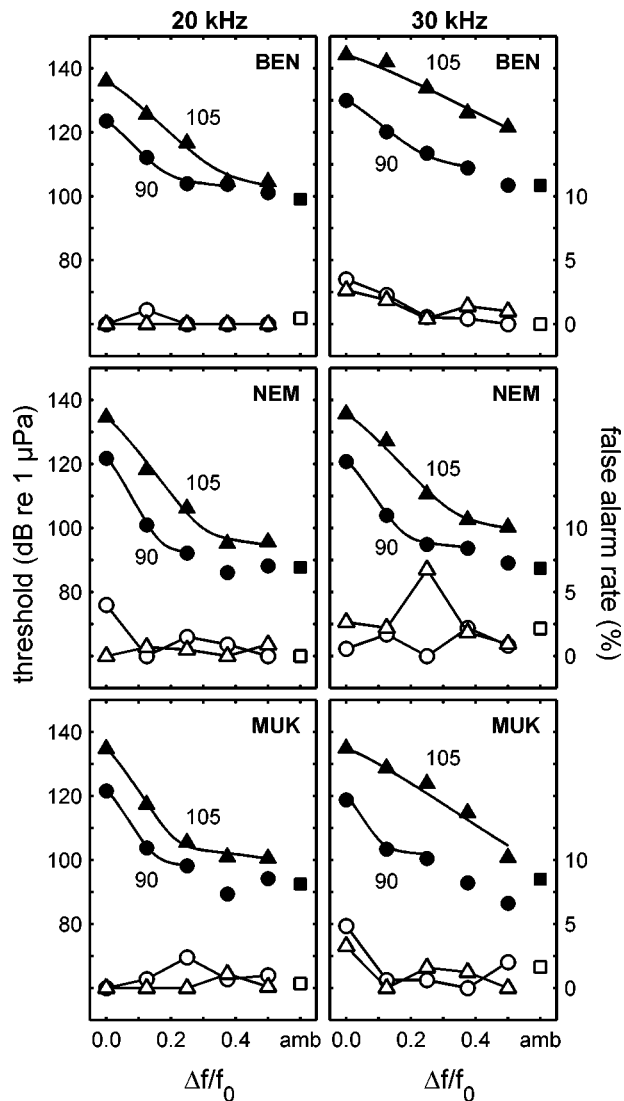 20 kHz 30 kHz
BEN BEN
140 105 105
120
90 90
100 10
80 5
0
NEM NEM
140 105 105
120
100 90 90 10
80 5
0
MUK MUK
140 105 105
120
100 90 90 10
80 5
0
0.0 0.2 0.4 amb 0.0 0.2 0.4 amb
Δf/f0 Δf/f0
threshold (dB re 1 μPa)
false alarm rate (%)